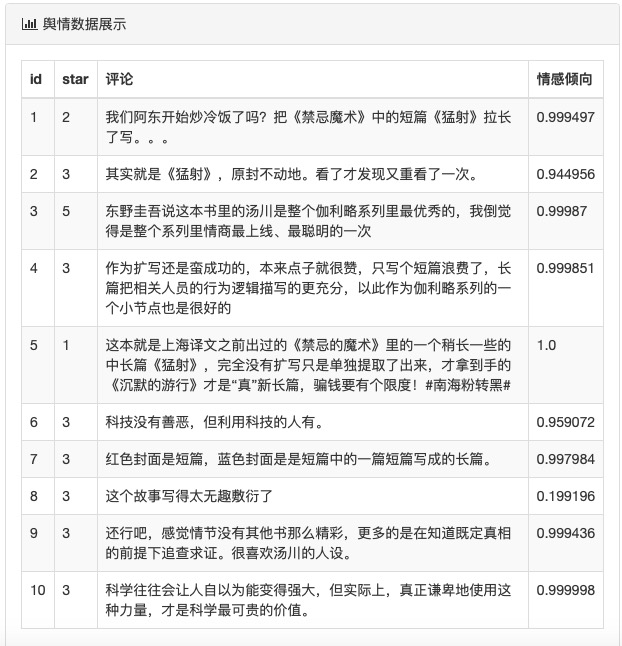 舆情数据展示
id star 评论 情感倾向
1 2 我们阿东开始炒冷饭了吗？把《禁忌魔术》中的短篇《猛射》拉长 0.999497
了写。。。
2 3 其实就是《猛射》，原封不动地。看了才发现又重看了一次。 0.944956
3 5 东野圭吾说这本书里的汤川是整个伽利略系列里最优秀的，我倒觉 0.99987
得是整个系列里情商最上线、最聪明的一次
4 3 作为扩写还是蛮成功的，本来点子就很赞，只写个短篇浪费了，长 0.999851
篇把相关人员的行为逻辑描写的更充分，以此作为伽利略系列的一
个小节点也是很好的
5 1 这本就是上海译文之前出过的《禁忌的魔术》里的一个稍长一些的 1.0
中长篇《猛射》，完全没有扩写只是单独提取了出来，才拿到手的
《沉默的游行》才是“真”新长篇，骗钱要有个限度！#南海粉转黑#
6 3 科技没有善恶，但利用科技的人有。 0.959072
7 3 红色封面是短篇，蓝色封面是是短篇中的一篇短篇写成的长篇。 0.997984
8 3 这个故事写得太无趣敷衍了 0.199196
9 3 还行吧，感觉情节没有其他书那么精彩，更多的是在知道既定真相 0.999436
的前提下追查求证。很喜欢汤川的人设。
10 3 科学往往会让人自以为能变得强大，但实际上，真正谦卑地使用这 0.999998
种力量，才是科学最可贵的价值。